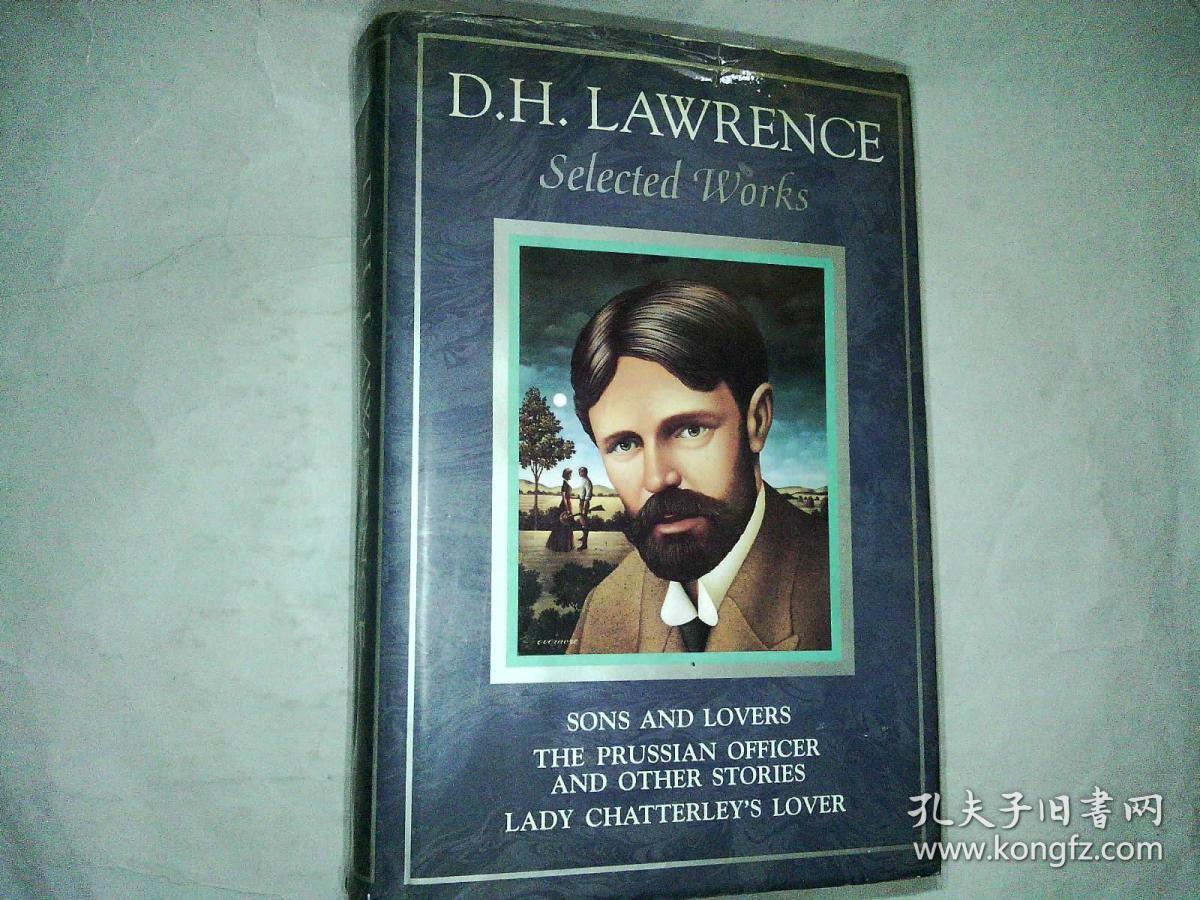 D.H. LAWRENCE
Selected Works
SONS AND LOVERS
THE PRUSSIAN OFFICER
AND OTHER STORIES
LADY CHATTERLEY'S LOVER
孔夫子旧書网
www.kongfz.com